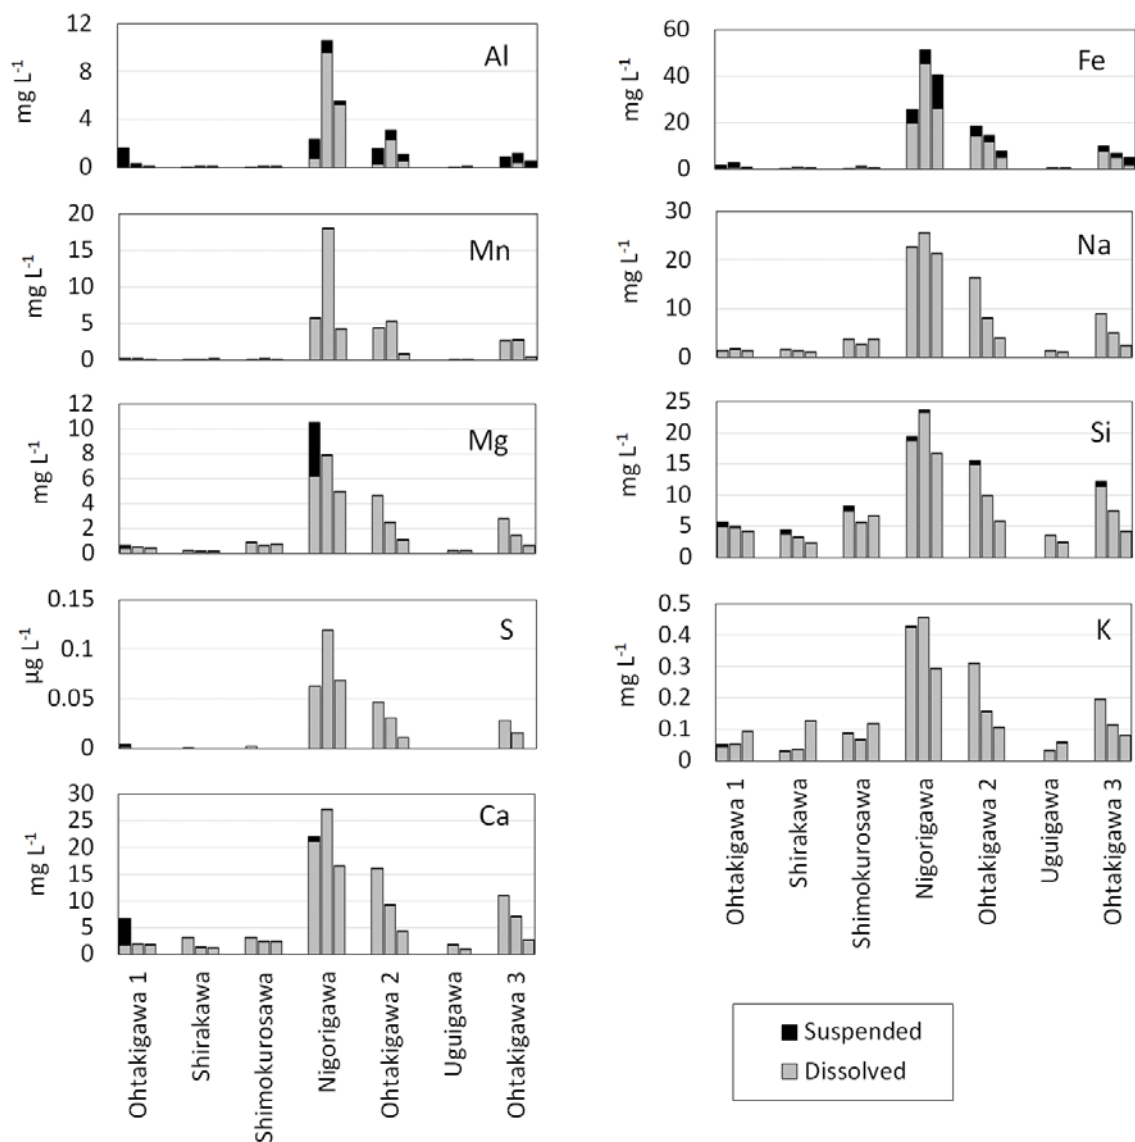 12
8
4
0
mg L⁻¹
Al
20
15
10
5
0
mg L⁻¹
Mn
12
10
8
6
4
2
0
mg L⁻¹
Mg
0.15
0.1
0.05
0
µg L⁻¹
S
30
25
20
15
10
5
0
mg L⁻¹
Ca
Ohtakigawa 1
Shirakawa
Shimokurosawa
Nigorigawa
Ohtakigawa 2
Uguigawa
Ohtakigawa 3
60
40
20
0
mg L⁻¹
Fe
30
20
10
0
mg L⁻¹
Na
25
20
15
10
5
0
mg L⁻¹
Si
0.5
0.4
0.3
0.2
0.1
0
mg L⁻¹
K
Ohtakigawa 1
Shirakawa
Shimokurosawa
Nigorigawa
Ohtakigawa 2
Uguigawa
Ohtakigawa 3
Suspended
Dissolved